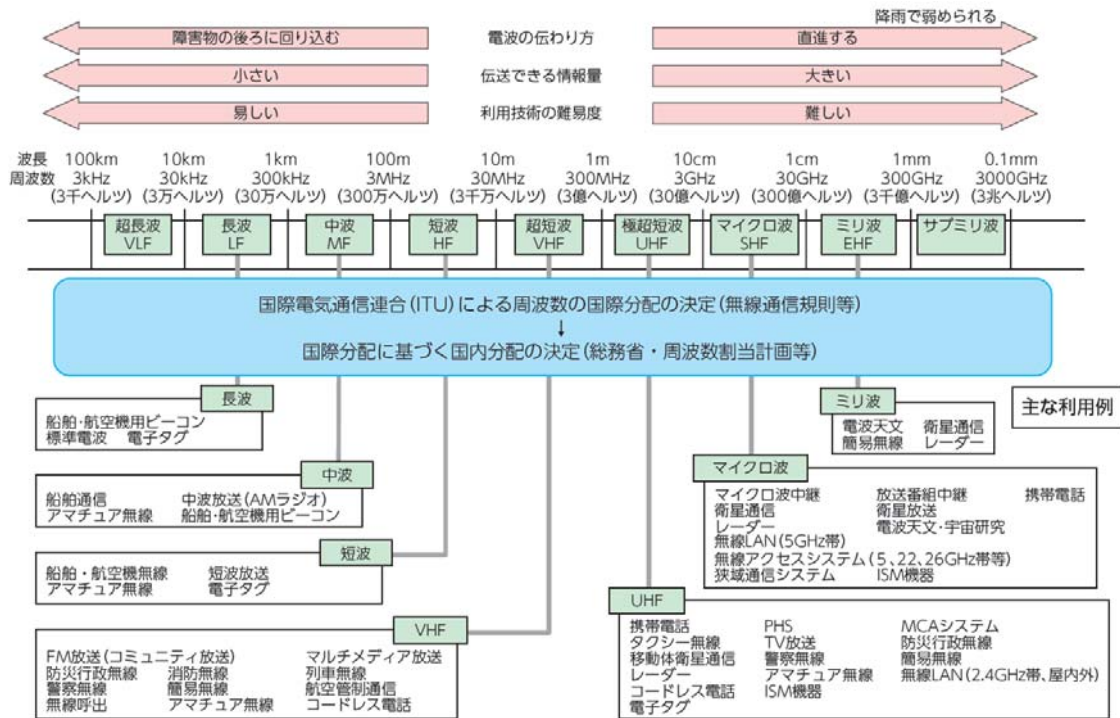 降雨で弱められる
障害物の後ろに回り込む 電波の伝わり方 直進する
小さい 伝送できる情報量 大きい
易しい 利用技術の難易度 難しい
波長 100km 10km 1km 100m 10m 1m 10cm 1cm 1mm 0.1mm
周波数 3kHz 30kHz 300kHz 3MHz 30MHz 300MHz 3GHz 30GHz 300GHz 3000GHz
(3千ヘルツ) (3万ヘルツ) (30万ヘルツ) (300万ヘルツ) (3千万ヘルツ) (3億ヘルツ) (30億ヘルツ) (300億ヘルツ) (3千億ヘルツ) (3兆ヘルツ)
超長波 長波 中波 短波 超短波 極超短波 マイクロ波 ミリ波 サブミリ波
VLF LF MF HF VHF UHF SHF EHF
国際電気通信連合(ITU)による周波数の国際分配の決定(無線通信規則等)
↓
国際分配に基づく国内分配の決定(総務省・周波数割当計画等)
長波
船舶・航空機用ビーコン
標準電波 電子タグ
中波
船舶通信 中波放送(AMラジオ)
アマチュア無線 船舶・航空機用ビーコン
短波
船舶・航空機無線 短波放送
アマチュア無線 電子タグ
VHF
FM放送(コミュニティ放送) マルチメディア放送
防災行政無線 消防無線 列車無線
警察無線 簡易無線 航空管制通信
無線呼出 アマチュア無線 コードレス電話
主な利用例
ミリ波
電波天文 衛星通信
簡易無線 レーダー
マイクロ波
マイクロ波中継 放送番組中継 携帯電話
衛星通信 衛星放送
レーダー 電波天文・宇宙研究
無線LAN(5GHz帯)
無線アクセスシステム(5、22、26GHz帯等)
狭域通信システム ISM機器
UHF
携帯電話 PHS MCAシステム
タクシー無線 TV放送 防災行政無線
移動体衛星通信 警察無線 簡易無線
レーダー アマチュア無線 無線LAN(2.4GHz帯、屋内外)
コードレス電話 ISM機器
電子タグ